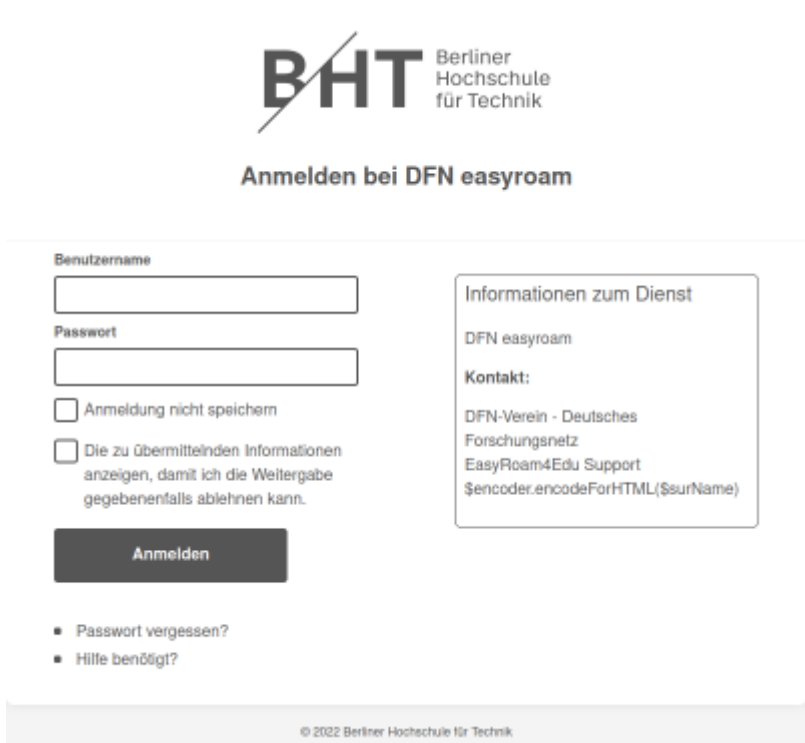 BHT
Berliner
Hochschule
für Technik
Anmelden bei DFN easyroam
Benutzername
Passwort
Anmeldung nicht speichern
Die zu übermittelnden Informationen
anzeigen, damit ich die Weitergabe
gegebenenfalls ablehnen kann.
Anmelden
Passwort vergessen?
Hilfe benötigt?
Informationen zum Dienst
DFN easyroam
Kontakt:
DFN-Verein - Deutsches
Forschungsnetz
EasyRoam4Edu Support
$encoder.encodeForHTML($surName)
© 2022 Berliner Hochschule für Technik